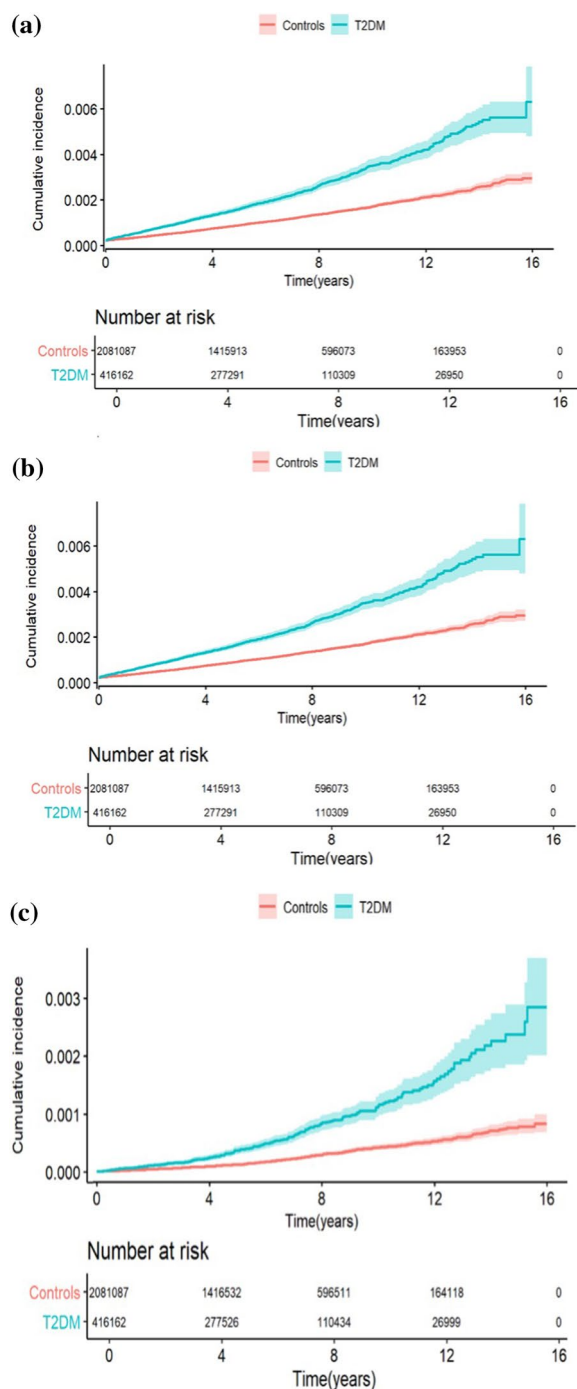 (a)
Controls T2DM
0.006
0.004
0.002
0.000
Cumulative incidence
0 4 8 12 16
Time(years)
Number at risk
Controls 2081087 1415913 596073 163953 0
T2DM 416162 277291 110309 26950 0
0 4 8 12 16
Time(years)
(b)
Controls T2DM
0.006
0.004
0.002
0.000
Cumulative incidence
0 4 8 12 16
Time(years)
Number at risk
Controls 2081087 1415913 596073 163953 0
T2DM 416162 277291 110309 26950 0
0 4 8 12 16
Time(years)
(c)
Controls T2DM
0.003
0.002
0.001
0.000
Cumulative incidence
0 4 8 12 16
Time(years)
Number at risk
Controls 2081087 1416532 596511 164118 0
T2DM 416162 277526 110434 26999 0
0 4 8 12 16
Time(years)